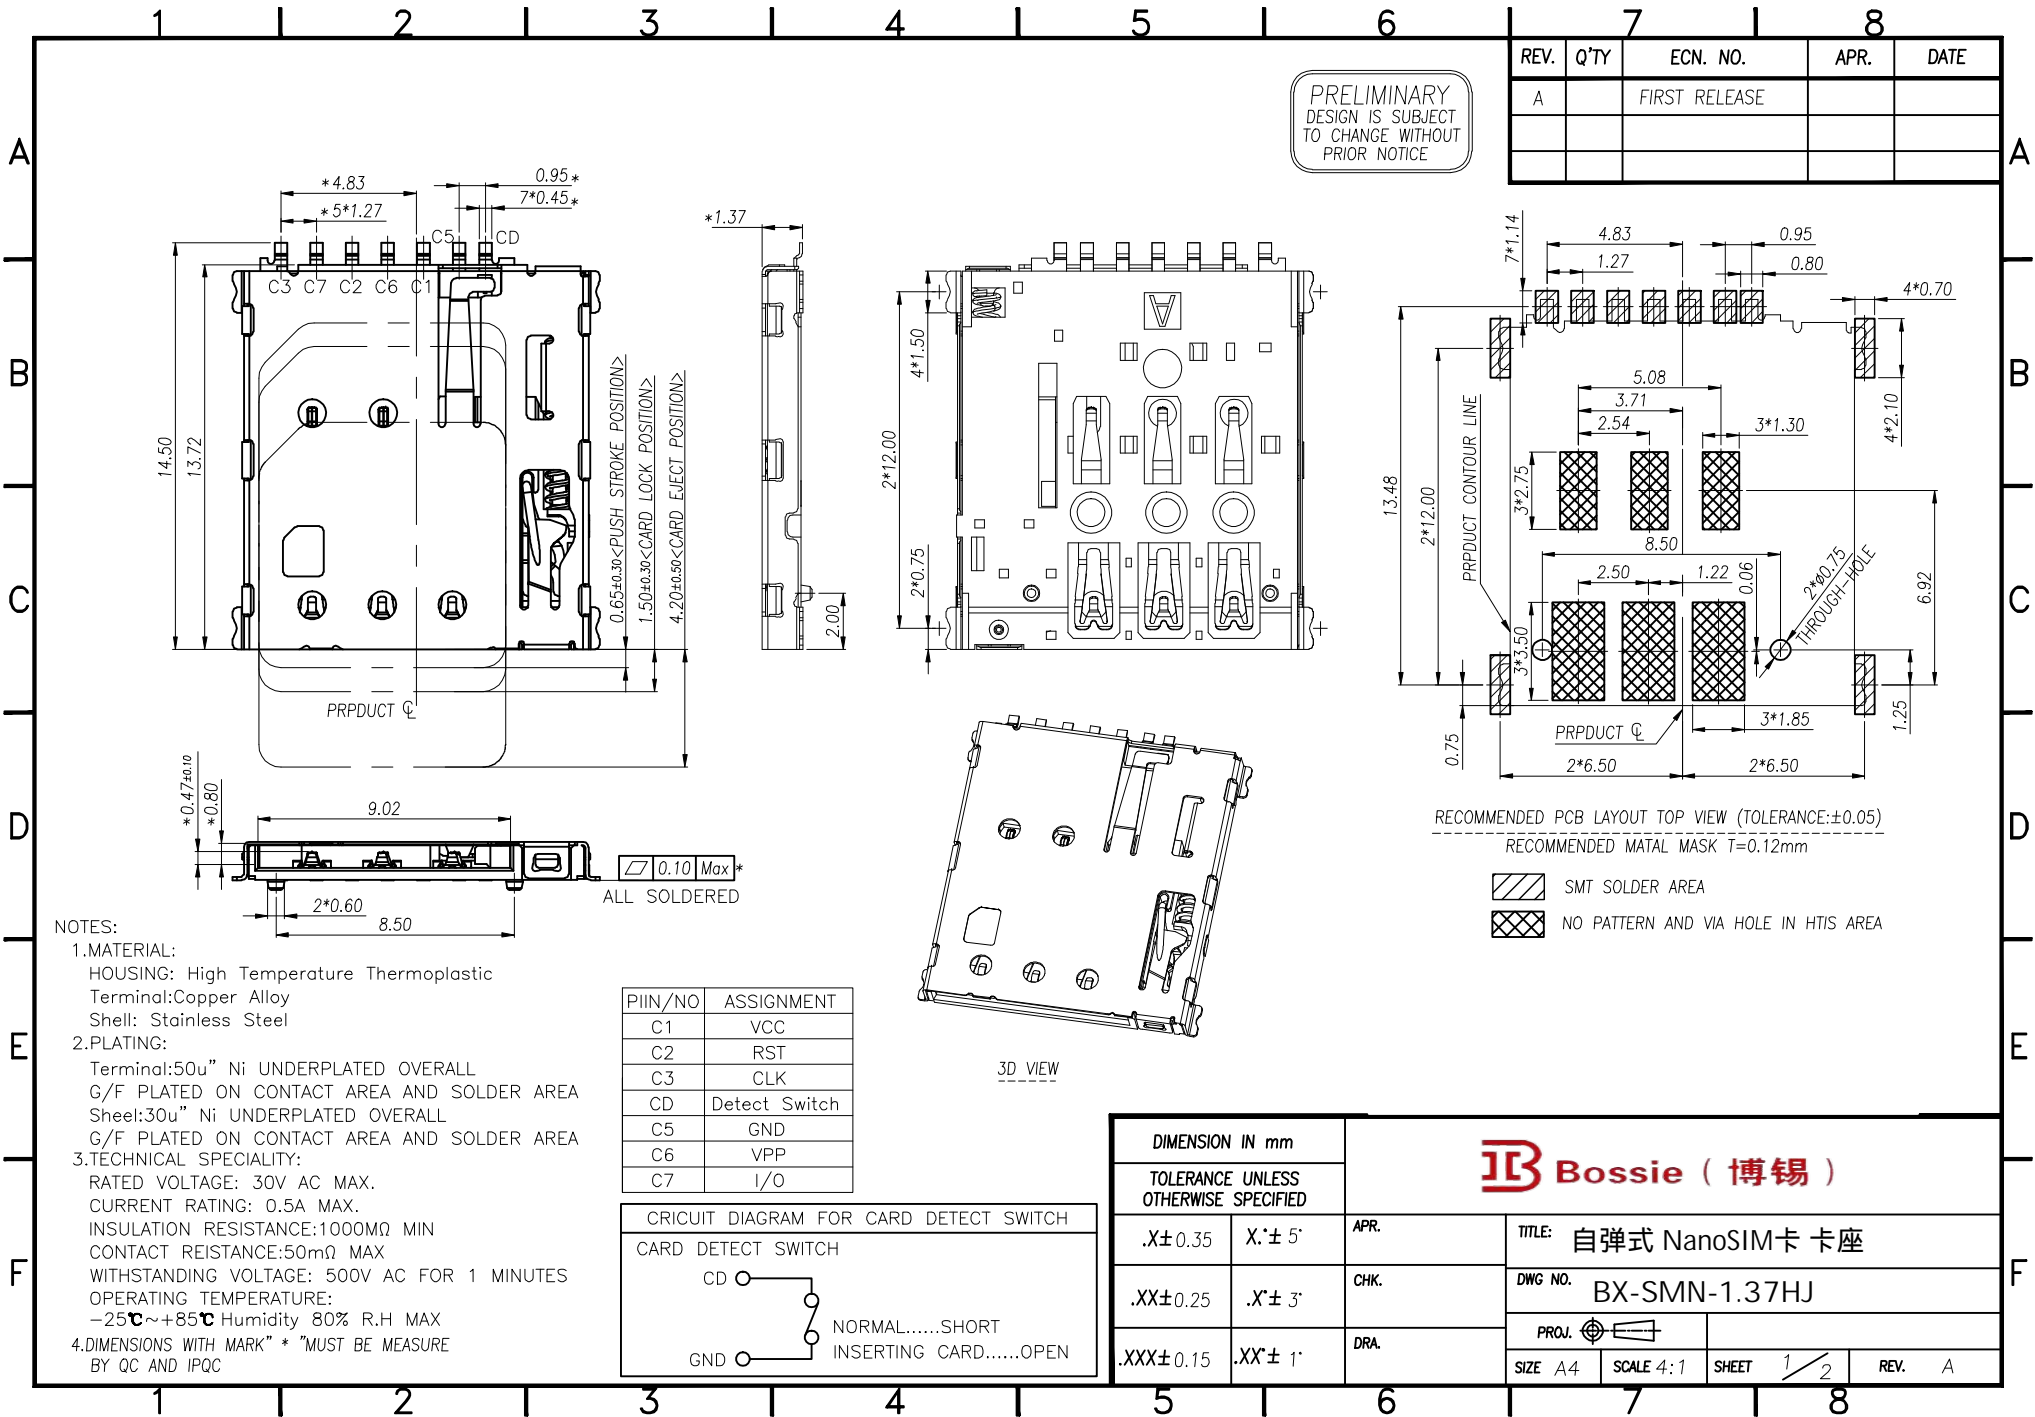 1 2 3 4 5 6 7 8
A B C D E F
A B C D E F
1 2 3 4 5 6 7 8
REV. Q'TY ECN. NO. APR. DATE
A FIRST RELEASE
PRELIMINARY
DESIGN IS SUBJECT
TO CHANGE WITHOUT
PRIOR NOTICE
*4.83
0.95*
*5*1.27
7*0.45*
C5 CD
C3 C7 C2 C6 C1
14.50
13.72
0.65±0.30<PUSH STROKE POSITION>
1.50±0.30<CARD LOCK POSITION>
4.20±0.50<CARD EJECT POSITION>
PRPDUCT ℄
*1.37
2.00
4*1.50
2*12.00
2*0.75
7*1.14
4.83
0.95
1.27
0.80
4*0.70
5.08
3.71
2.54
3*1.30
4*2.10
PRPDUCT CONTOUR LINE
13.48
2*12.00
3*2.75
8.50
2.50
1.22
0.06
2*ø0.75
THROUGH-HOLE
6.92
3*3.50
1.25
0.75
PRPDUCT ℄
3*1.85
2*6.50
2*6.50
RECOMMENDED PCB LAYOUT TOP VIEW (TOLERANCE:±0.05)
RECOMMENDED MATAL MASK T=0.12mm
SMT SOLDER AREA
NO PATTERN AND VIA HOLE IN HTIS AREA
*0.47±0.10
*0.80
9.02
2*0.60
8.50
0.10 Max *
ALL SOLDERED
3D VIEW
NOTES:
1.MATERIAL:
HOUSING: High Temperature Thermoplastic
Terminal:Copper Alloy
Shell: Stainless Steel
2.PLATING:
Terminal:50u" Ni UNDERPLATED OVERALL
G/F PLATED ON CONTACT AREA AND SOLDER AREA
Sheel:30u" Ni UNDERPLATED OVERALL
G/F PLATED ON CONTACT AREA AND SOLDER AREA
3.TECHNICAL SPECIALITY:
RATED VOLTAGE: 30V AC MAX.
CURRENT RATING: 0.5A MAX.
INSULATION RESISTANCE:1000MΩ MIN
CONTACT REISTANCE:50mΩ MAX
WITHSTANDING VOLTAGE: 500V AC FOR 1 MINUTES
OPERATING TEMPERATURE:
-25℃~+85℃ Humidity 80% R.H MAX
4.DIMENSIONS WITH MARK" * "MUST BE MEASURE
BY QC AND IPQC
PIIN/NO ASSIGNMENT
C1 VCC
C2 RST
C3 CLK
CD Detect Switch
C5 GND
C6 VPP
C7 I/O
CRICUIT DIAGRAM FOR CARD DETECT SWITCH
CARD DETECT SWITCH
CD
NORMAL......SHORT
INSERTING CARD......OPEN
GND
DIMENSION IN mm
TOLERANCE UNLESS
OTHERWISE SPECIFIED
.X±0.35 X.°± 5°
.XX±0.25 .X°± 3°
.XXX±0.15 .XX°± 1°
APR.
CHK.
DRA.
Bossie（博锡）
TITLE: 自弹式 NanoSIM卡 卡座
DWG NO. BX-SMN-1.37HJ
PROJ.
SIZE A4 SCALE 4:1 SHEET 1/2 REV. A